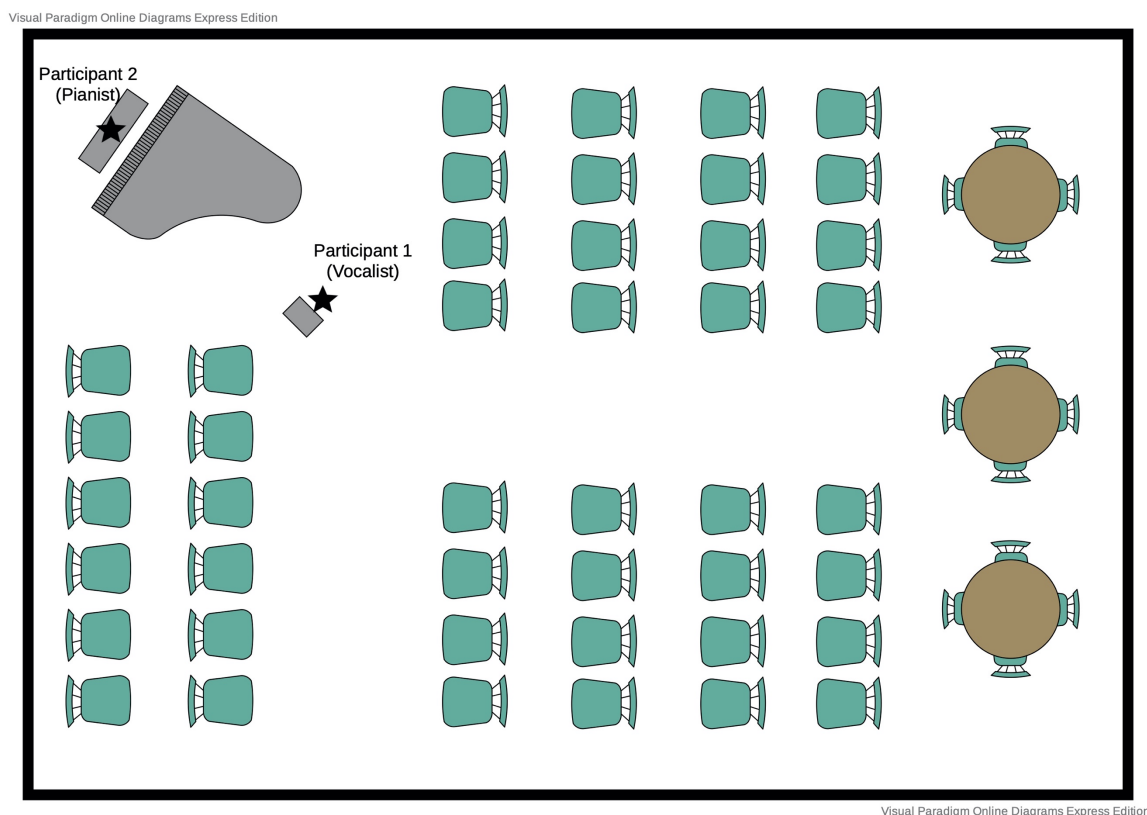 Visual Paradigm Online Diagrams Express Edition
Participant 2
(Pianist)
Participant 1
(Vocalist)
Visual Paradigm Online Diagrams Express Edition